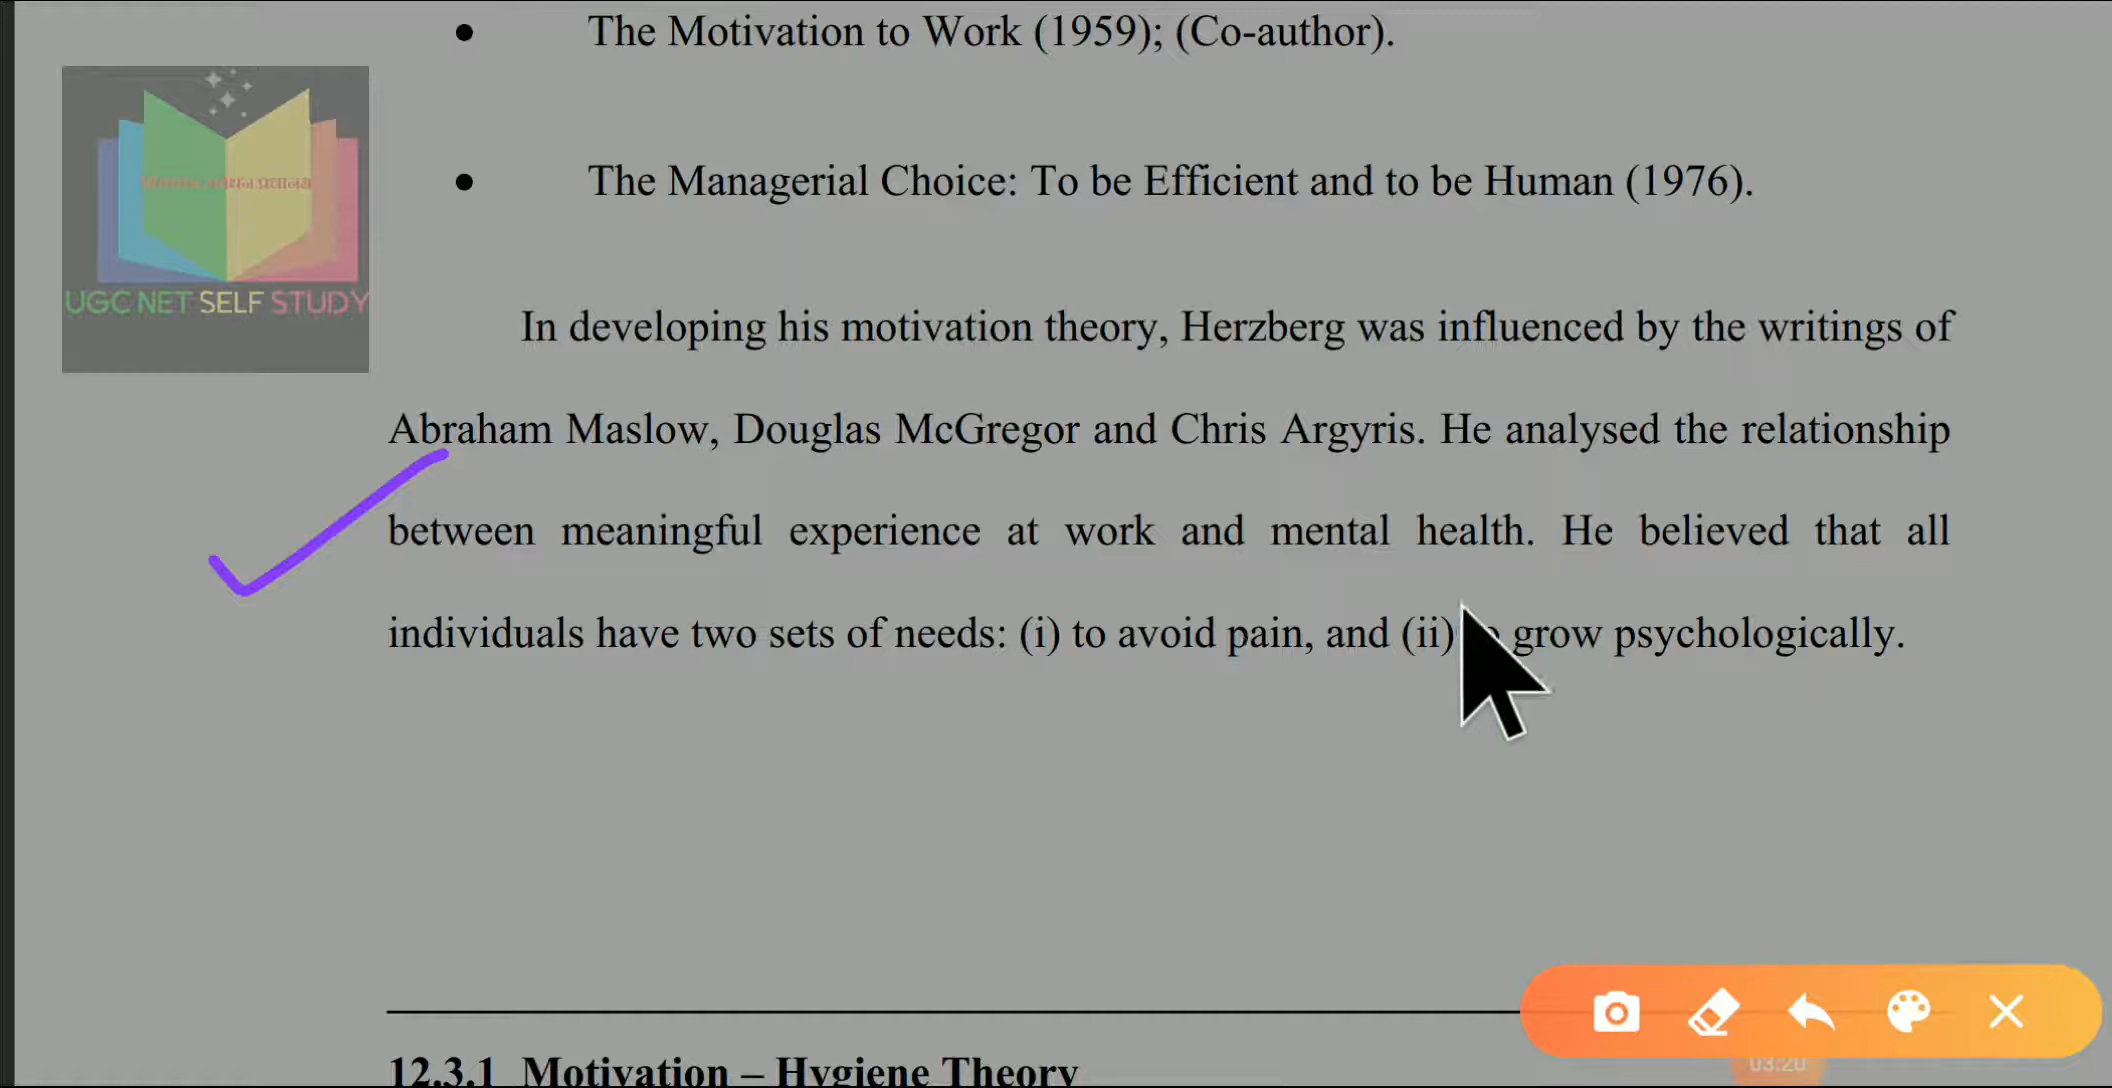 • The Motivation to Work (1959); (Co-author).
• The Managerial Choice: To be Efficient and to be Human (1976).
UGC NET SELF STUDY
In developing his motivation theory, Herzberg was influenced by the writings of
Abraham Maslow, Douglas McGregor and Chris Argyris. He analysed the relationship
between meaningful experience at work and mental health. He believed that all
individuals have two sets of needs: (i) to avoid pain, and (ii) grow psychologically.
12.3.1 Motivation – Hygiene Theory
03:20